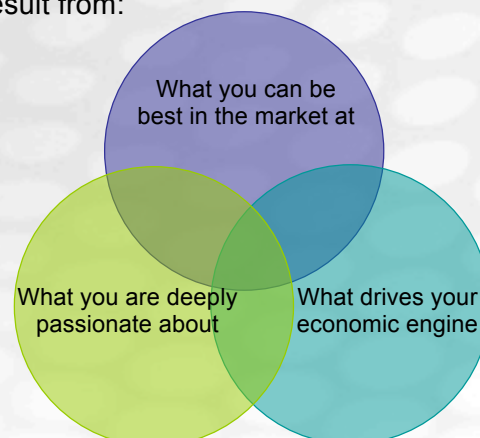 result from:
What you can be
best in the market at
What you are deeply
passionate about
What drives your
economic engine